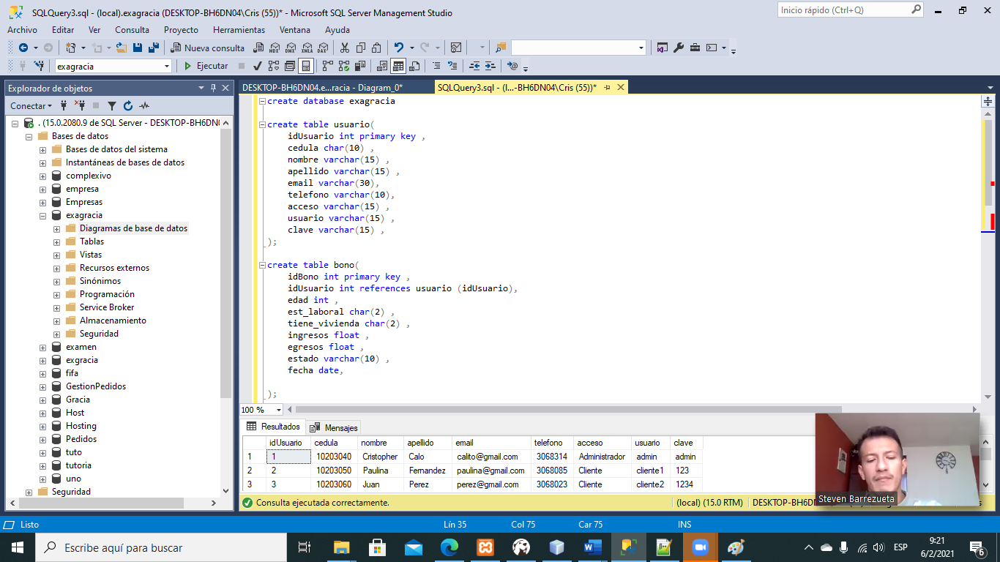 SQLQuery3.sql - (local).exagracia (DESKTOP-BH6DN04\Cris (55))* - Microsoft SQL Server Management Studio
Inicio rápido (Ctrl+Q)
Archivo Editar Ver Consulta Proyecto Herramientas Ventana Ayuda
Nueva consulta MDX DMX XMLA DAX
exagracia Ejecutar
Explorador de objetos
Conectar
. (15.0.2080.9 de SQL Server - DESKTOP-BH6DN0
Bases de datos
Bases de datos del sistema
Instantáneas de bases de datos
complexivo
empresa
Empresas
exagracia
Diagramas de base de datos
Tablas
Vistas
Recursos externos
Sinónimos
Programación
Service Broker
Almacenamiento
Seguridad
examen
exgracia
fifa
GestionPedidos
Gracia
Host
Hosting
Pedidos
tuto
tutoria
uno
Seguridad
DESKTOP-BH6DN04.e...racia - Diagram_0* SQLQuery3.sql - (l...-BH6DN04\Cris (55))*
create database exagracia
create table usuario(
idUsuario int primary key ,
cedula char(10) ,
nombre varchar(15) ,
apellido varchar(15) ,
email varchar(30),
telefono varchar(10),
acceso varchar(15) ,
usuario varchar(15) ,
clave varchar(15) ,
);
create table bono(
idBono int primary key ,
idUsuario int references usuario (idUsuario),
edad int ,
est_laboral char(2) ,
tiene_vivienda char(2) ,
ingresos float ,
egresos float ,
estado varchar(10) ,
fecha date,
);
100 %
Resultados Mensajes
idUsuario cedula nombre apellido email telefono acceso usuario clave
1 1 10203040 Cristopher Calo calito@gmail.com 3068314 Administrador admin admin
2 2 10203050 Paulina Fernandez paulina@gmail.com 3068085 Cliente cliente1 123
3 3 10203060 Juan Perez perez@gmail.com 3068023 Cliente cliente2 1234
Steven Barrezueta
Consulta ejecutada correctamente. (local) (15.0 RTM) DESKTOP-BH6DN04
Listo Lín 35 Col 75 Car 75 INS
Escribe aquí para buscar
ESP
9:21
6/2/2021
6